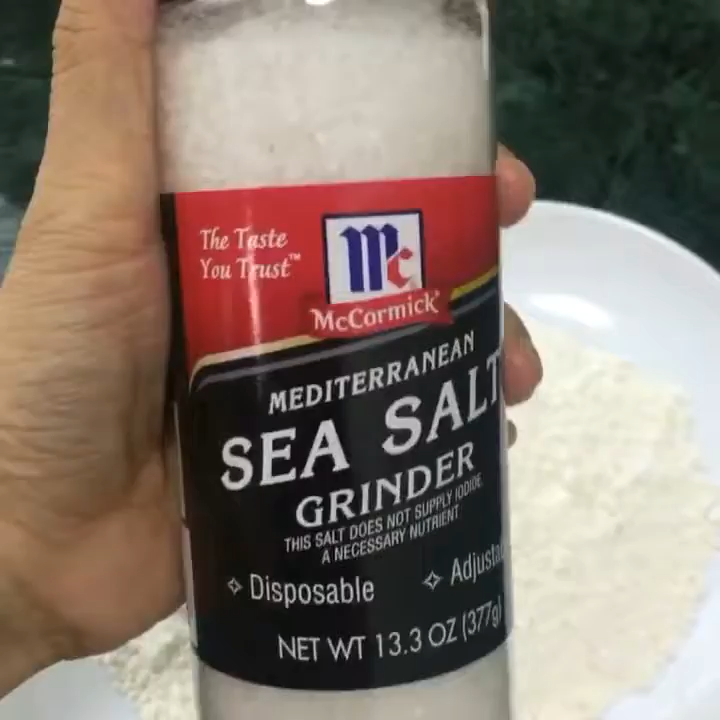 The Taste
You Trust™
Mc
McCormick®
MEDITERRANEAN
SEA SALT
GRINDER
THIS SALT DOES NOT SUPPLY IODIDE,
A NECESSARY NUTRIENT
Disposable
NET WT 13.3 OZ (377g)